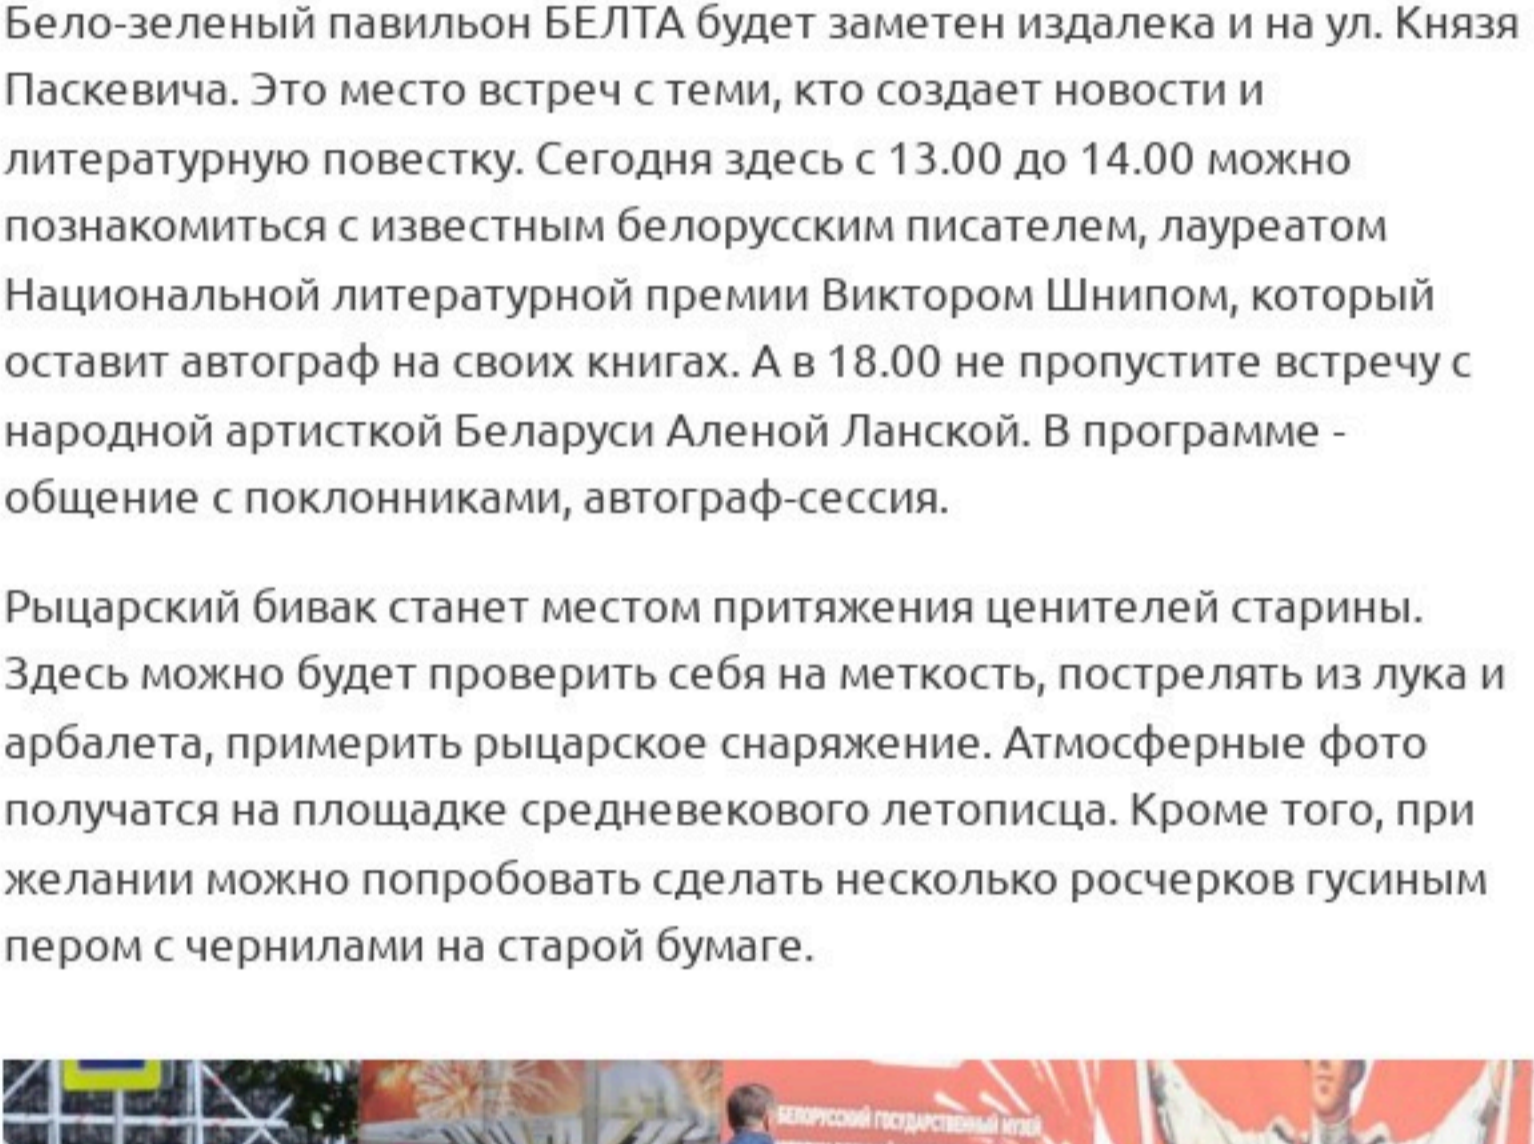 Бело-зеленый павильон БЕЛТА будет заметен издалека и на ул. Князя
Паскевича. Это место встреч с теми, кто создает новости и
литературную повестку. Сегодня здесь с 13.00 до 14.00 можно
познакомиться с известным белорусским писателем, лауреатом
Национальной литературной премии Виктором Шнипом, который
оставит автограф на своих книгах. А в 18.00 не пропустите встречу с
народной артисткой Беларуси Аленой Ланской. В программе -
общение с поклонниками, автограф-сессия.
Рыцарский бивак станет местом притяжения ценителей старины.
Здесь можно будет проверить себя на меткость, пострелять из лука и
арбалета, примерить рыцарское снаряжение. Атмосферные фото
получатся на площадке средневекового летописца. Кроме того, при
желании можно попробовать сделать несколько росчерков гусиным
пером с чернилами на старой бумаге.
БЕЛОРУССКИЙ ГОСУДАРСТВЕННЫЙ МУЗЕЙ